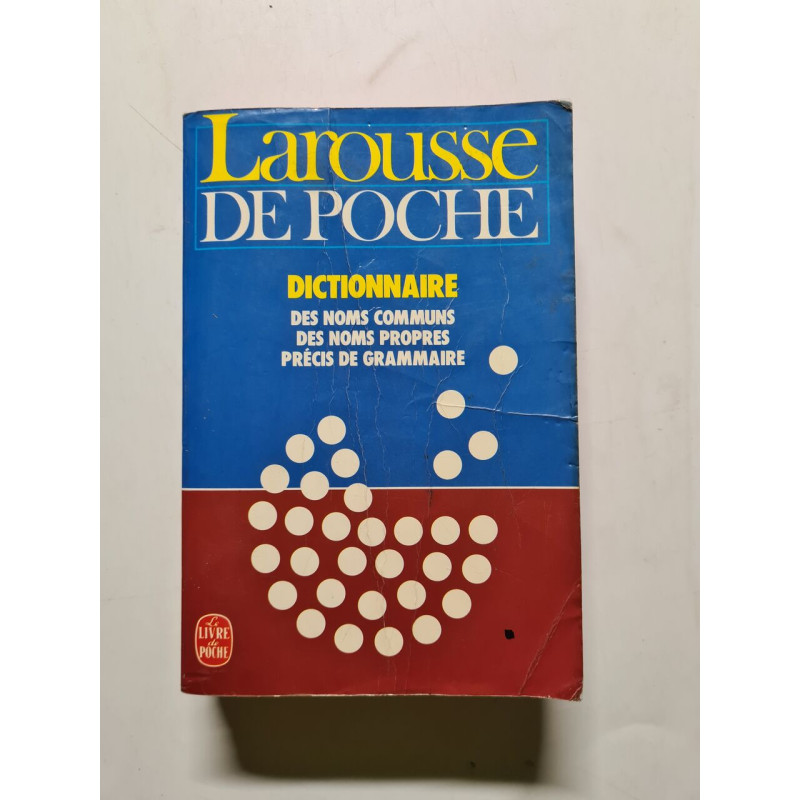 Larousse
DE POCHE
DICTIONNAIRE
DES NOMS COMMUNS
DES NOMS PROPRES
PRÉCIS DE GRAMMAIRE
Le
LIVRE
de
POCHE